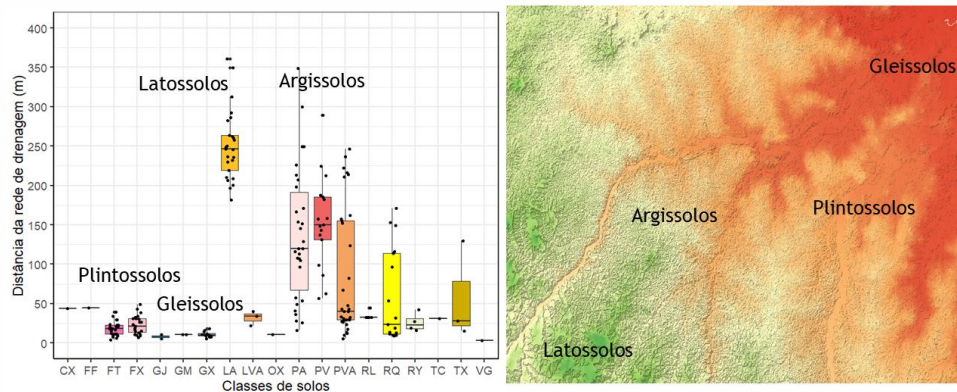 400
350
300
250
200
150
100
50
0
Distância da rede de drenagem (m)
Latossolos
Argissolos
Plintossolos
Gleissolos
CX FF FT FX GJ GM GX LA LVA OX PA PV PVA RL RQ RY TC TX VG
Classes de solos
Gleissolos
Argissolos
Plintossolos
Latossolos